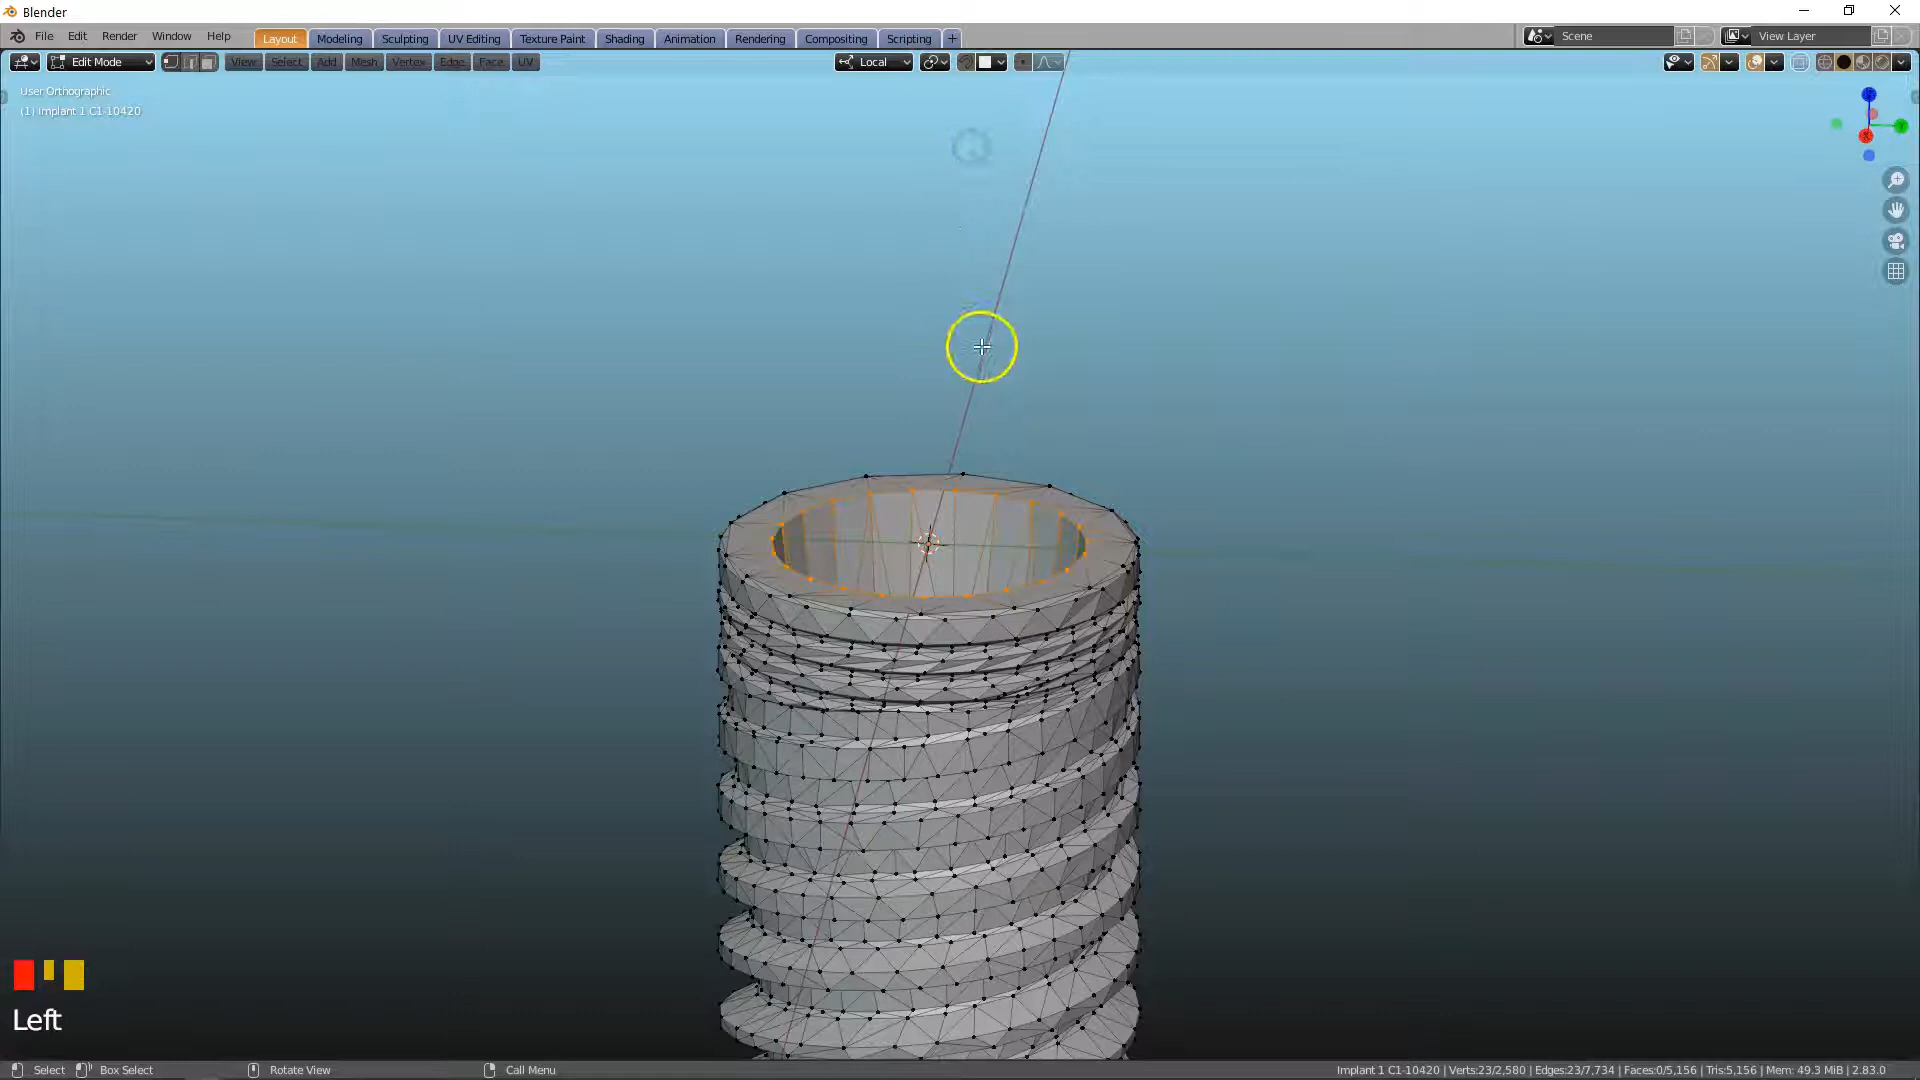 Blender
File Edit Render Window Help Layout Modeling Sculpting UV Editing Texture Paint Shading Animation Rendering Compositing Scripting + Scene View Layer
Edit Mode View Select Add Mesh Vertex Edge Face UV Local
User Orthographic
(1) Implant 1 C1-10420
Left
Select Box Select Rotate View Call Menu Implant 1 C1-10420 | Verts:23/2,580 | Edges:23/7,734 | Faces:0/5,156 | Tris:5,156 | Mem: 49.3 MiB | 2.83.0